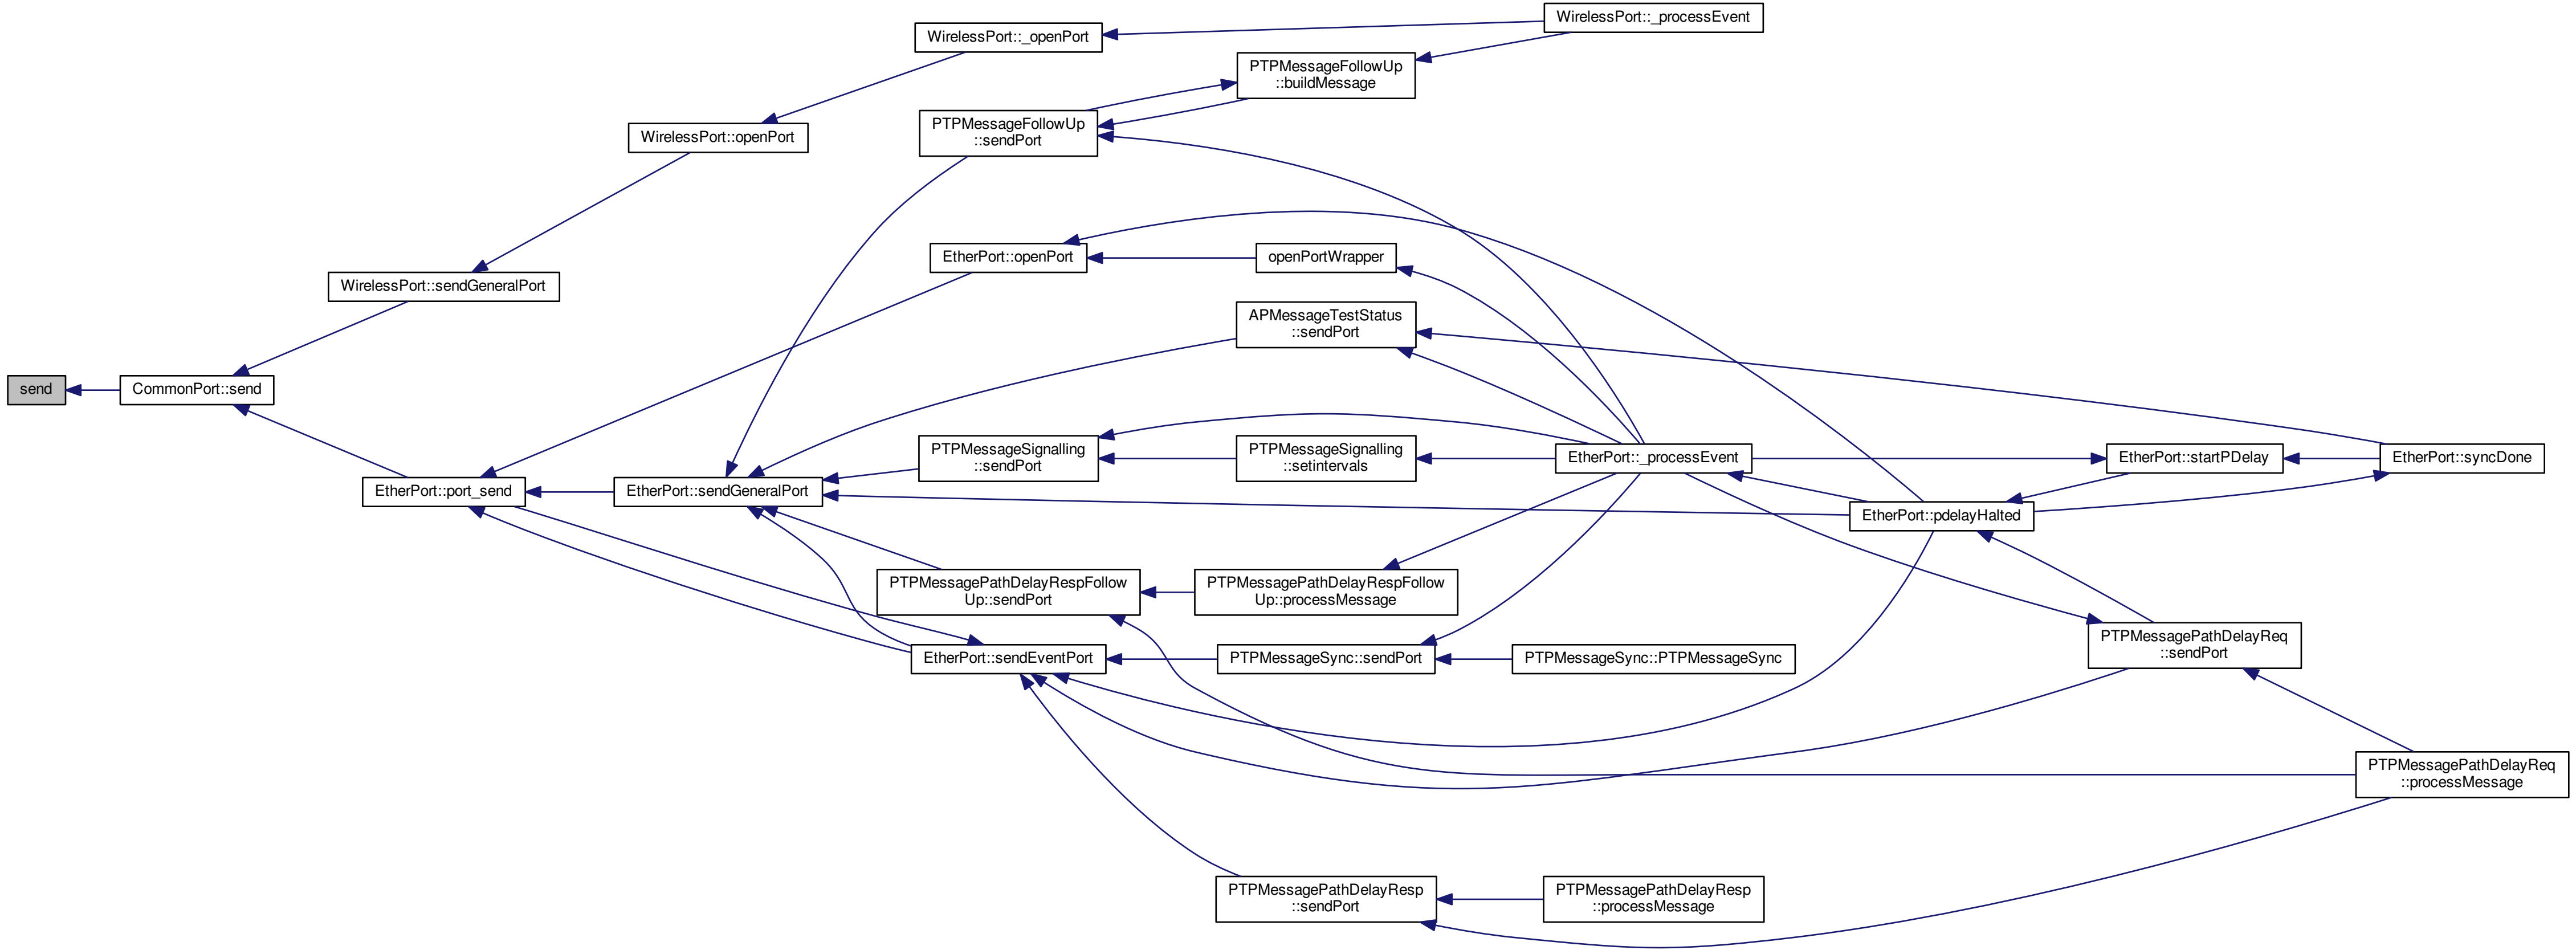 WirelessPort::_processEvent
WirelessPort::_openPort
PTPMessageFollowUp
::buildMessage
PTPMessageFollowUp
::sendPort
WirelessPort::openPort
EtherPort::openPort
openPortWrapper
WirelessPort::sendGeneralPort
APMessageTestStatus
::sendPort
send
CommonPort::send
PTPMessageSignalling
::sendPort
PTPMessageSignalling
::setintervals
EtherPort::_processEvent
EtherPort::startPDelay
EtherPort::syncDone
EtherPort::port_send
EtherPort::sendGeneralPort
EtherPort::pdelayHalted
PTPMessagePathDelayRespFollow
Up::sendPort
PTPMessagePathDelayRespFollow
Up::processMessage
EtherPort::sendEventPort
PTPMessageSync::sendPort
PTPMessageSync::PTPMessageSync
PTPMessagePathDelayReq
::sendPort
PTPMessagePathDelayReq
::processMessage
PTPMessagePathDelayResp
::sendPort
PTPMessagePathDelayResp
::processMessage